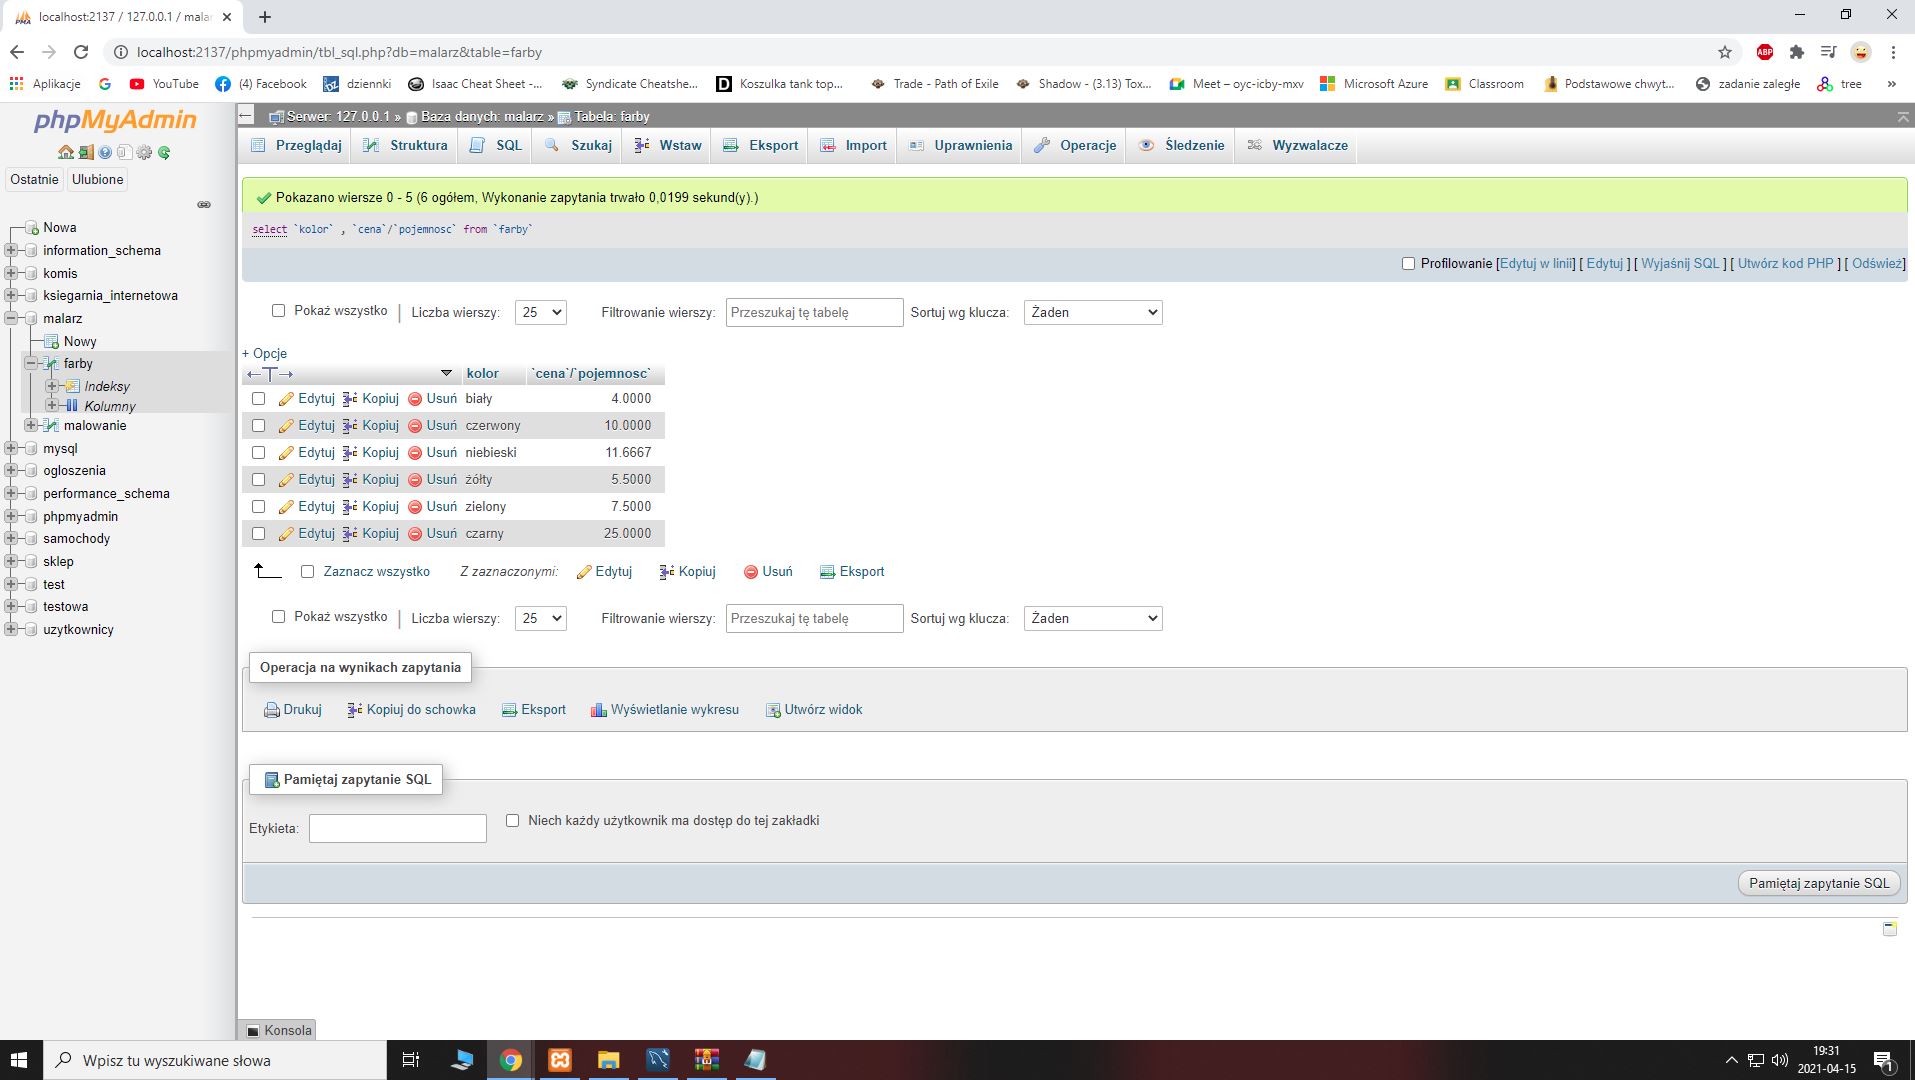 localhost:2137 / 127.0.0.1 / malar
localhost:2137/phpmyadmin/tbl_sql.php?db=malarz&table=farby
ABP
Aplikacje
YouTube
(4) Facebook
dziennki
Isaac Cheat Sheet -...
Syndicate Cheatshe...
Koszulka tank top...
Trade - Path of Exile
Shadow - (3.13) Tox...
Meet – oyc-icby-mxv
Microsoft Azure
Classroom
Podstawowe chwyt...
zadanie zaległe
tree
»
phpMyAdmin
Ostatnie
Ulubione
Nowa
information_schema
komis
ksiegarnia_internetowa
malarz
Nowy
farby
Indeksy
Kolumny
malowanie
mysql
ogloszenia
performance_schema
phpmyadmin
samochody
sklep
test
testowa
uzytkownicy
Serwer: 127.0.0.1 » Baza danych: malarz » Tabela: farby
Przeglądaj
Struktura
SQL
Szukaj
Wstaw
Eksport
Import
Uprawnienia
Operacje
Śledzenie
Wyzwalacze
Pokazano wiersze 0 - 5 (6 ogółem, Wykonanie zapytania trwało 0,0199 sekund(y).)
select `kolor` , `cena`/`pojemnosc` from `farby`
Profilowanie [Edytuj w linii] [ Edytuj ] [ Wyjaśnij SQL ] [ Utwórz kod PHP ] [ Odśwież]
Pokaż wszystko | Liczba wierszy: 25 Filtrowanie wierszy: Przeszukaj tę tabelę Sortuj wg klucza: Żaden
+ Opcje
←T→ kolor `cena`/`pojemnosc`
Edytuj Kopiuj Usuń biały 4.0000
Edytuj Kopiuj Usuń czerwony 10.0000
Edytuj Kopiuj Usuń niebieski 11.6667
Edytuj Kopiuj Usuń żółty 5.5000
Edytuj Kopiuj Usuń zielony 7.5000
Edytuj Kopiuj Usuń czarny 25.0000
Zaznacz wszystko Z zaznaczonymi: Edytuj Kopiuj Usuń Eksport
Pokaż wszystko | Liczba wierszy: 25 Filtrowanie wierszy: Przeszukaj tę tabelę Sortuj wg klucza: Żaden
Operacja na wynikach zapytania
Drukuj Kopiuj do schowka Eksport Wyświetlanie wykresu Utwórz widok
Pamiętaj zapytanie SQL
Etykieta:
Niech każdy użytkownik ma dostęp do tej zakładki
Pamiętaj zapytanie SQL
Konsola
Wpisz tu wyszukiwane słowa
19:31
2021-04-15
1